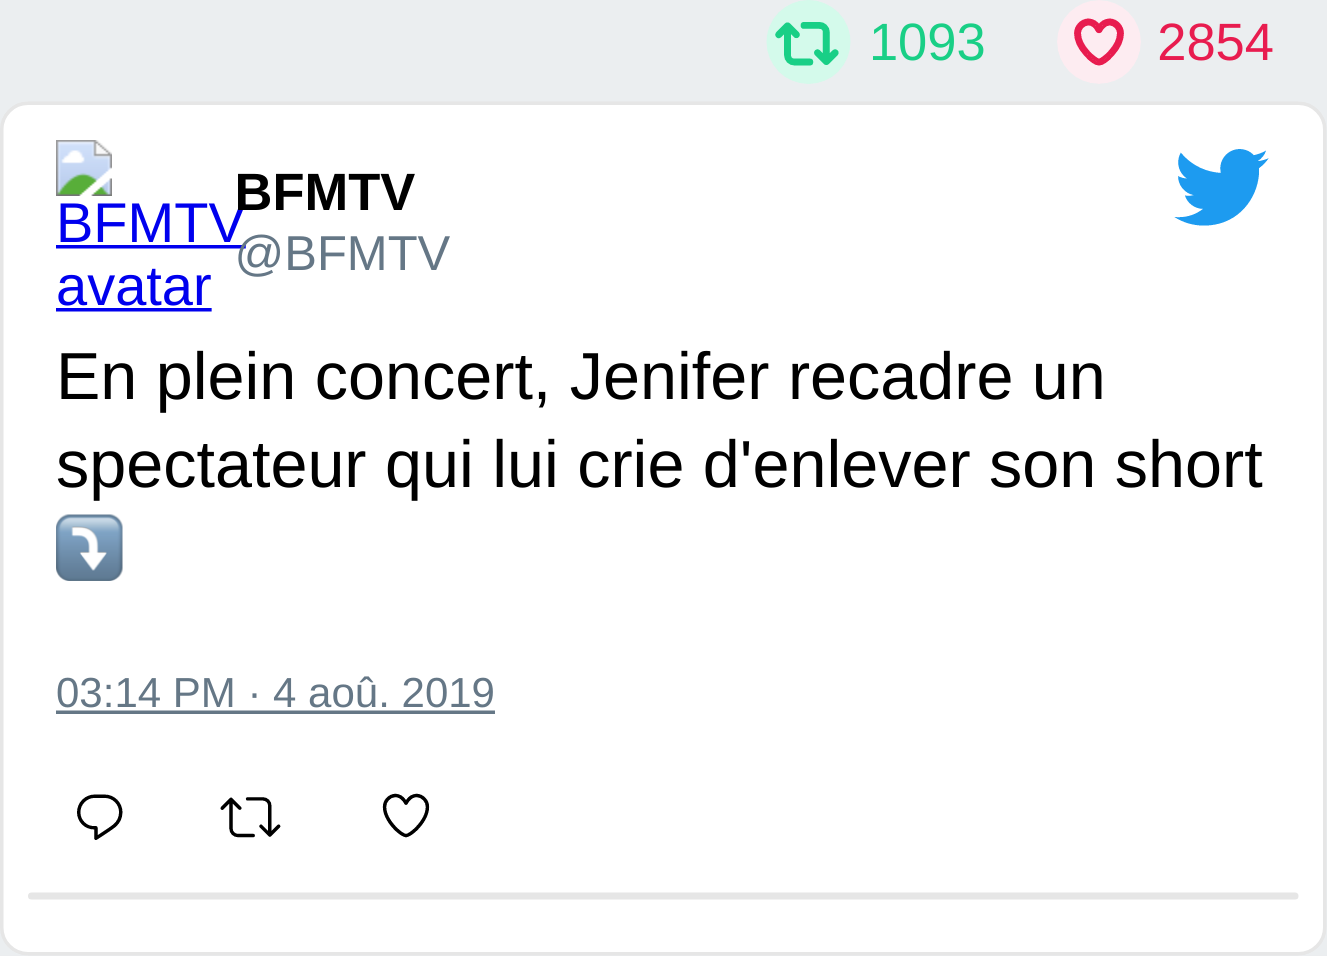 1093 2854
BFMTV avatar
BFMTV
@BFMTV
En plein concert, Jenifer recadre un
spectateur qui lui crie d'enlever son short
⤵️
03:14 PM · 4 aoû. 2019